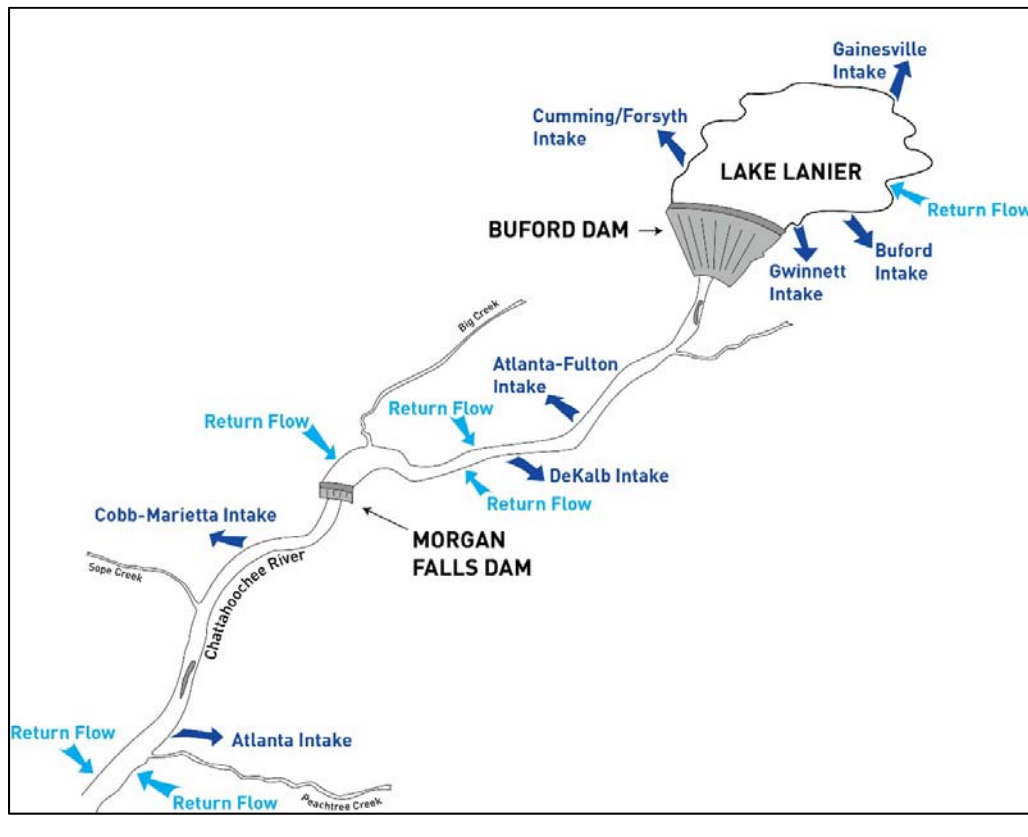 Gainesville
Intake
Cumming/Forsyth
Intake
LAKE LANIER
Return Flow
BUFORD DAM
Buford
Intake
Gwinnett
Intake
Big Creek
Atlanta-Fulton
Intake
Return Flow
Return Flow
DeKalb Intake
Return Flow
Cobb-Marietta Intake
MORGAN
FALLS DAM
Sope Creek
Chattahoochee River
Return Flow
Atlanta Intake
Return Flow
Peachtree Creek